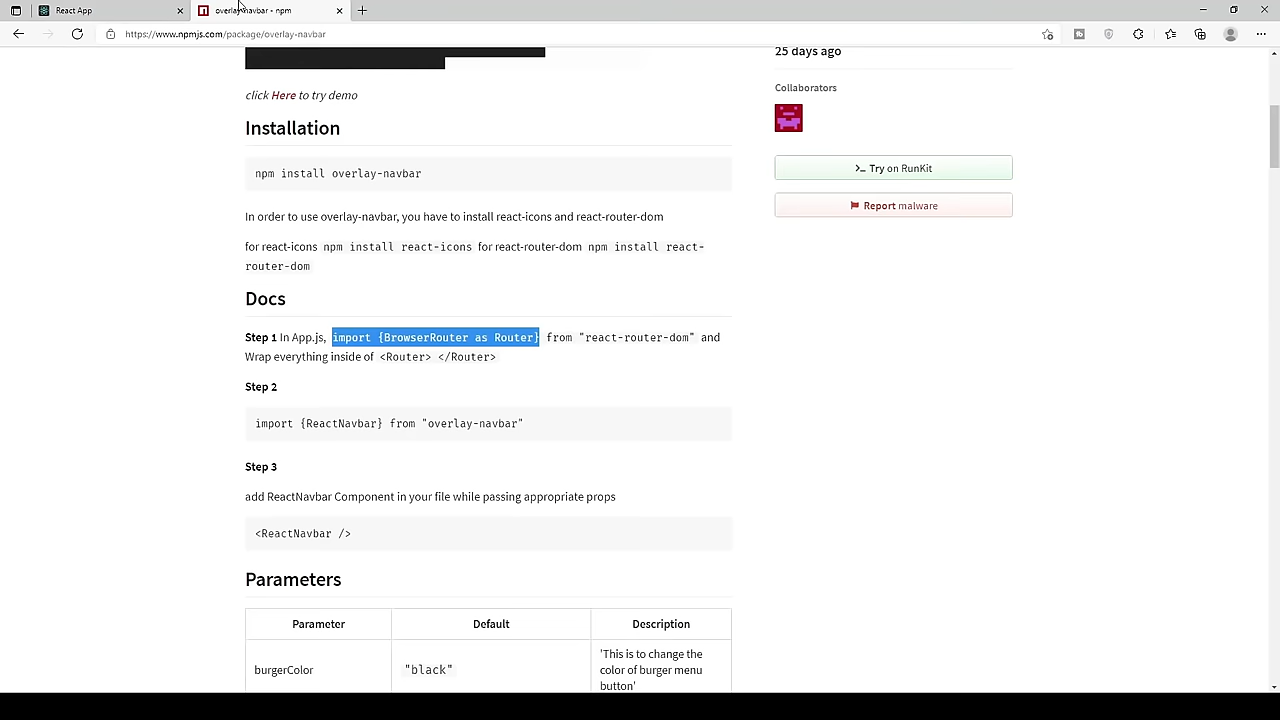 React App
overlay-navbar - npm
https://www.npmjs.com/package/overlay-navbar
25 days ago
click Here to try demo
Collaborators
Installation
npm install overlay-navbar
>_ Try on RunKit
Report malware
In order to use overlay-navbar, you have to install react-icons and react-router-dom
for react-icons npm install react-icons for react-router-dom npm install react-
router-dom
Docs
Step 1 In App.js, import {BrowserRouter as Router} from "react-router-dom" and
Wrap everything inside of <Router> </Router>
Step 2
import {ReactNavbar} from "overlay-navbar"
Step 3
add ReactNavbar Component in your file while passing appropriate props
<ReactNavbar />
Parameters
Parameter Default Description
burgerColor "black" 'This is to change the
color of burger menu
button'